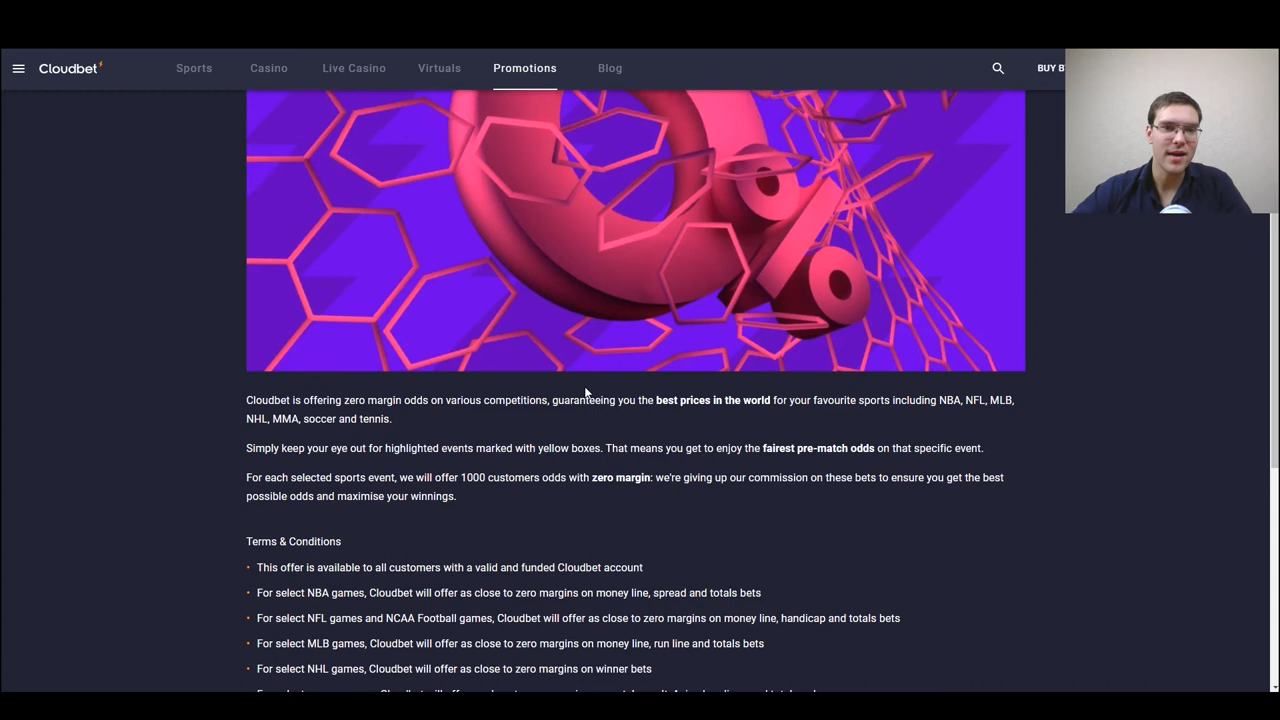 Cloudbet
Sports
Casino
Live Casino
Virtuals
Promotions
Blog
BUY
Cloudbet is offering zero margin odds on various competitions, guaranteeing you the best prices in the world for your favourite sports including NBA, NFL, MLB,
NHL, MMA, soccer and tennis.
Simply keep your eye out for highlighted events marked with yellow boxes. That means you get to enjoy the fairest pre-match odds on that specific event.
For each selected sports event, we will offer 1000 customers odds with zero margin: we're giving up our commission on these bets to ensure you get the best
possible odds and maximise your winnings.
Terms & Conditions
• This offer is available to all customers with a valid and funded Cloudbet account
• For select NBA games, Cloudbet will offer as close to zero margins on money line, spread and totals bets
• For select NFL games and NCAA Football games, Cloudbet will offer as close to zero margins on money line, handicap and totals bets
• For select MLB games, Cloudbet will offer as close to zero margins on money line, run line and totals bets
• For select NHL games, Cloudbet will offer as close to zero margins on winner bets